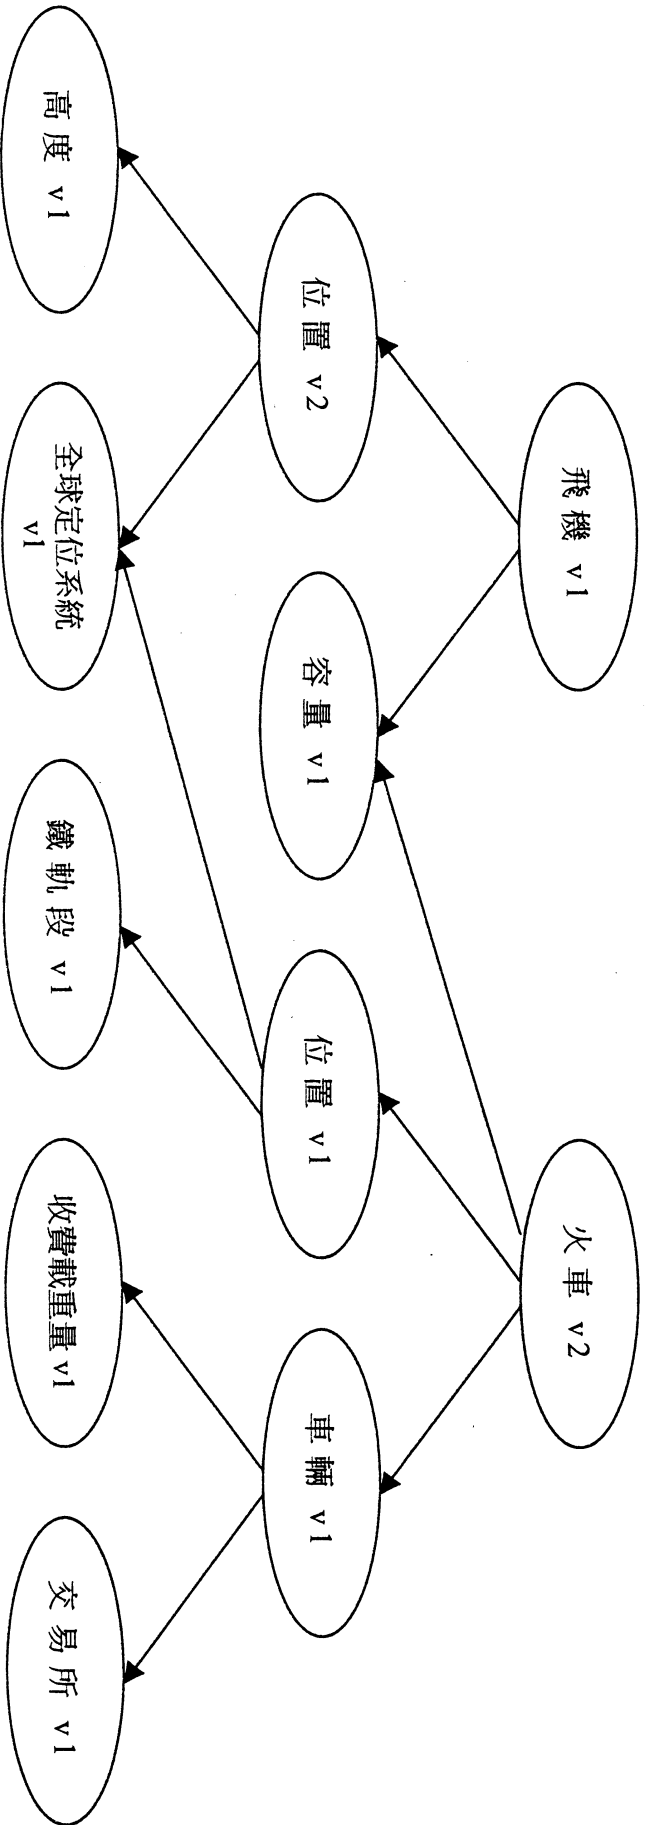 飛機 v1
火車 v2
位置 v2
容量 v1
位置 v1
車輛 v1
高度 v1
全球定位系統
v1
鐵軌段 v1
收費載重量 v1
交易所 v1